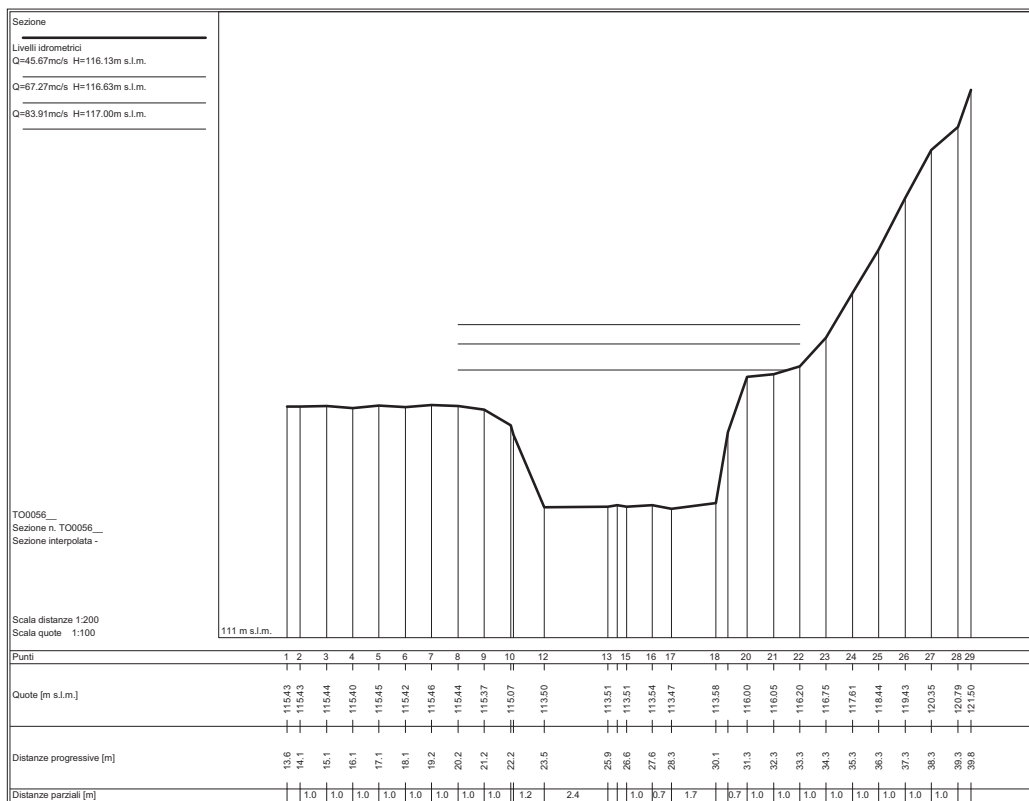 Sezione
Livelli idrometrici
Q=45.67mc/s H=116.13m s.l.m.
Q=67.27mc/s H=116.63m s.l.m.
Q=83.91mc/s H=117.00m s.l.m.
TO0056__
Sezione n. TO0056__
Sezione interpolata -
Scala distanze 1:200
Scala quote 1:100
111 m s.l.m.
Punti 1 2 3 4 5 6 7 8 9 10 12 13 15 16 17 18 20 21 22 23 24 25 26 27 28 29
Quote [m s.l.m.] 115.43 115.43 115.44 115.40 115.45 115.42 115.46 115.44 115.37 115.07 113.50 113.51 113.51 113.54 113.47 113.58 116.00 116.05 116.20 116.75 117.61 118.44 119.43 120.35 120.79 121.50
Distanze progressive [m] 13.6 14.1 15.1 16.1 17.1 18.1 19.2 20.2 21.2 22.2 23.5 25.9 26.6 27.6 28.3 30.1 31.3 32.3 33.3 34.3 35.3 36.3 37.3 38.3 39.3 39.8
Distanze parziali [m] 1.0 1.0 1.0 1.0 1.0 1.0 1.0 1.0 1.2 2.4 1.0 0.7 1.7 0.7 1.0 1.0 1.0 1.0 1.0 1.0 1.0